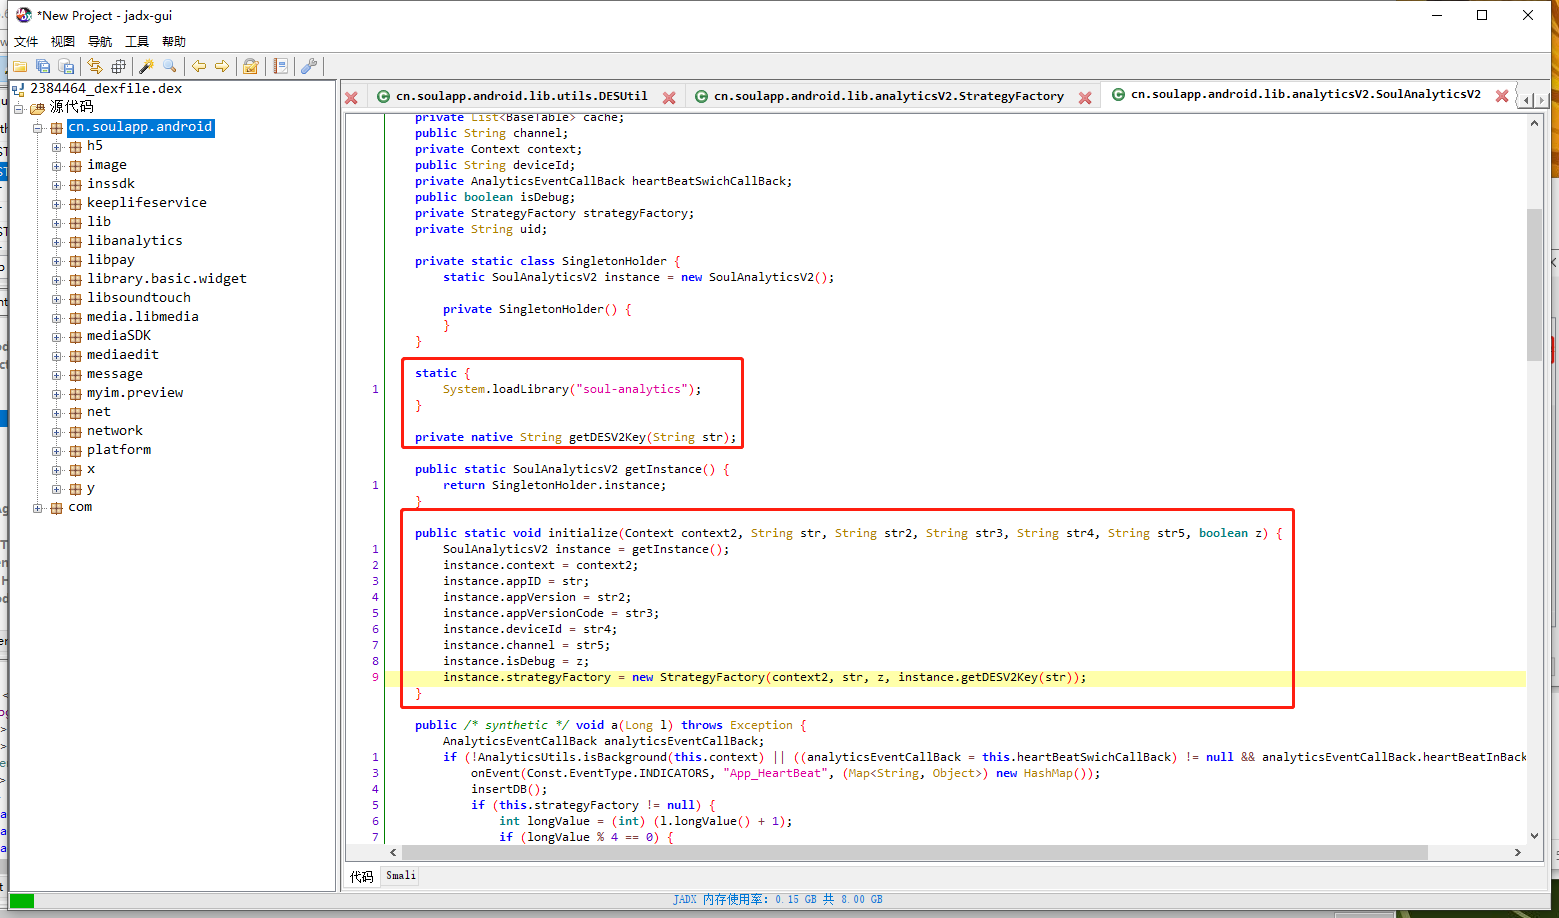 *New Project - jadx-gui
文件 视图 导航 工具 帮助
2384464_dexfile.dex
源代码
cn.soulapp.android
h5
image
inssdk
keeplifeservice
lib
libanalytics
libpay
library.basic.widget
libsoundtouch
media.libmedia
mediaSDK
mediaedit
message
myim.preview
net
network
platform
x
y
com
cn.soulapp.android.lib.utils.DESUtil
cn.soulapp.android.lib.analyticsV2.StrategyFactory
cn.soulapp.android.lib.analyticsV2.SoulAnalyticsV2
private List<BaseTable> cache;
public String channel;
private Context context;
public String deviceId;
private AnalyticsEventCallBack heartBeatSwichCallBack;
public boolean isDebug;
private StrategyFactory strategyFactory;
private String uid;
private static class SingletonHolder {
static SoulAnalyticsV2 instance = new SoulAnalyticsV2();
private SingletonHolder() {
}
}
static {
1 System.loadLibrary("soul-analytics");
}
private native String getDESV2Key(String str);
public static SoulAnalyticsV2 getInstance() {
1 return SingletonHolder.instance;
}
public static void initialize(Context context2, String str, String str2, String str3, String str4, String str5, boolean z) {
1 SoulAnalyticsV2 instance = getInstance();
2 instance.context = context2;
3 instance.appID = str;
4 instance.appVersion = str2;
5 instance.appVersionCode = str3;
6 instance.deviceId = str4;
7 instance.channel = str5;
8 instance.isDebug = z;
9 instance.strategyFactory = new StrategyFactory(context2, str, z, instance.getDESV2Key(str));
}
public /* synthetic */ void a(Long l) throws Exception {
AnalyticsEventCallBack analyticsEventCallBack;
1 if (!AnalyticsUtils.isBackground(this.context) || ((analyticsEventCallBack = this.heartBeatSwichCallBack) != null && analyticsEventCallBack.heartBeatInBack
3 onEvent(Const.EventType.INDICATORS, "App_HeartBeat", (Map<String, Object>) new HashMap());
4 insertDB();
5 if (this.strategyFactory != null) {
6 int longValue = (int) (l.longValue() + 1);
7 if (longValue % 4 == 0) {
代码 Smali
JADX 内存使用率: 0.15 GB 共 8.00 GB